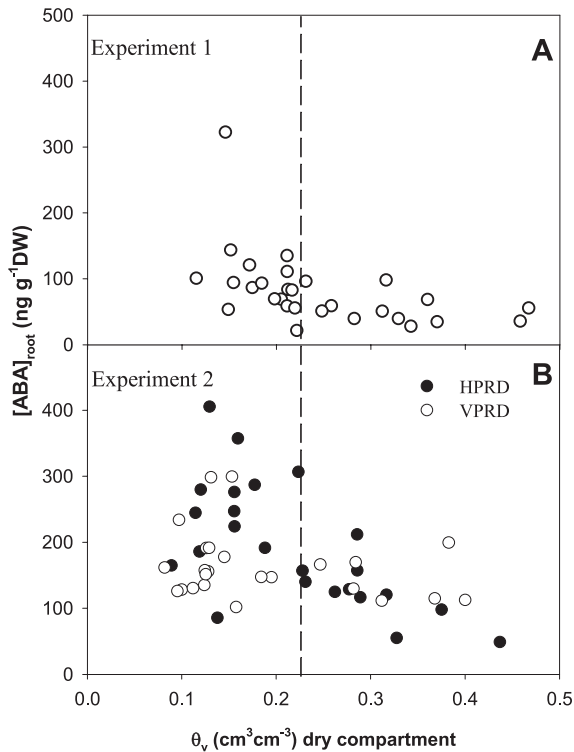 500
Experiment 1
A
400
300
200
100
0
[ABA]root (ng g-1DW)
Experiment 2
B
HPRD
VPRD
400
300
200
100
0
0.0 0.1 0.2 0.3 0.4 0.5
θv (cm3cm-3) dry compartment